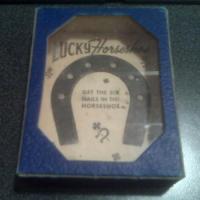 LUCKY Horseshoe
GET THE SIX
NAILS IN THE
HORSESHOE